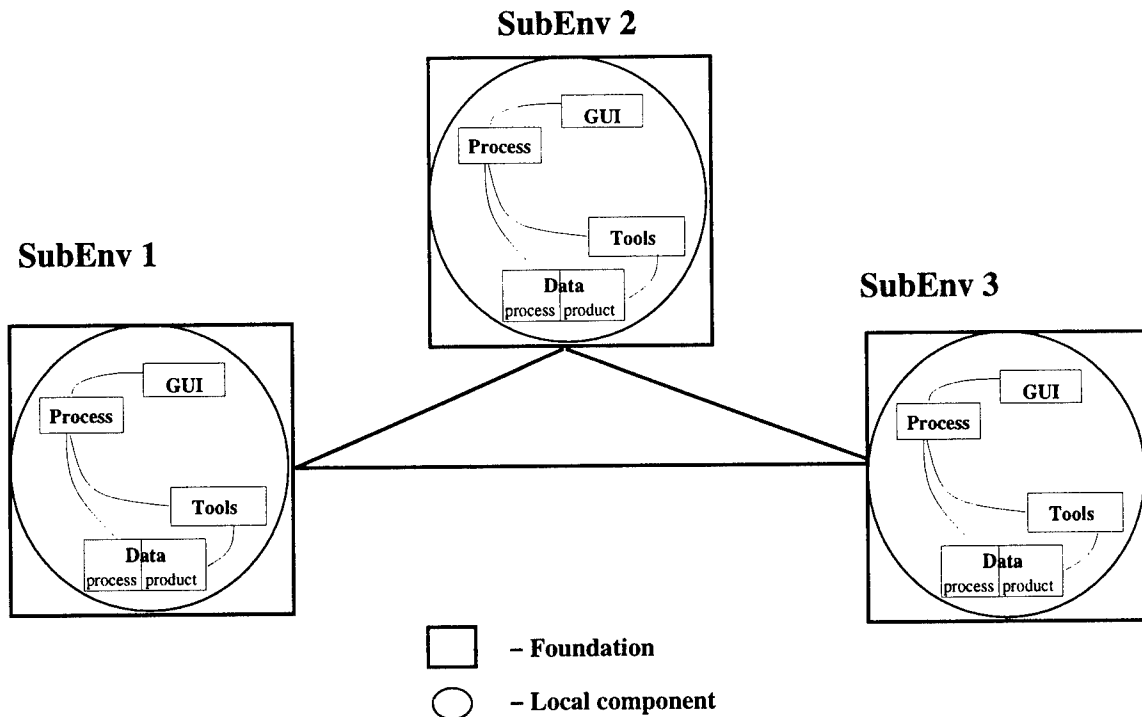 SubEnv 2
GUI
Process
Tools
Data
process product
SubEnv 1
GUI
Process
Tools
Data
process product
SubEnv 3
GUI
Process
Tools
Data
process product
– Foundation
– Local component